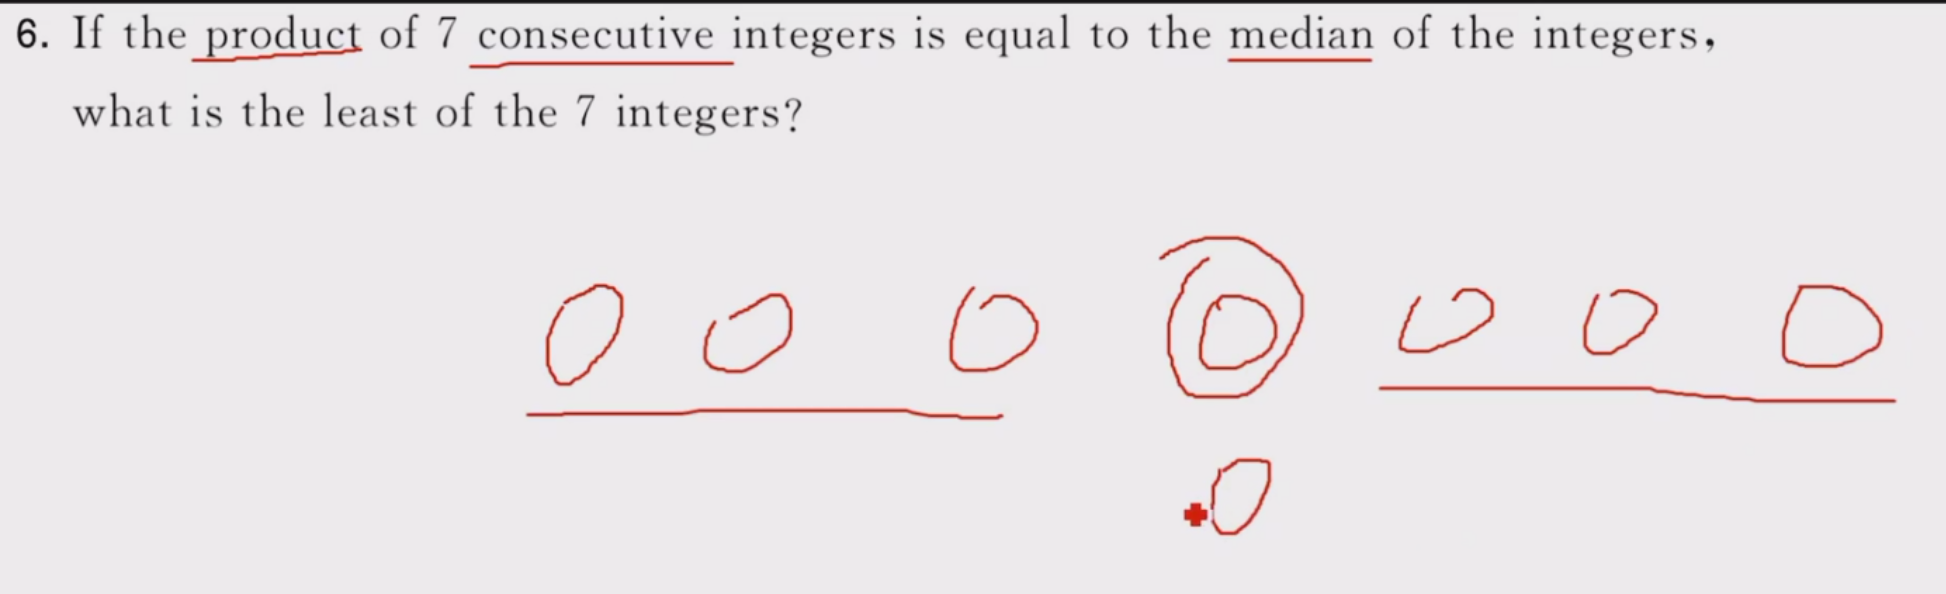 6. If the product of 7 consecutive integers is equal to the median of the integers,
what is the least of the 7 integers?
0 0 0 0 0 0 0
0